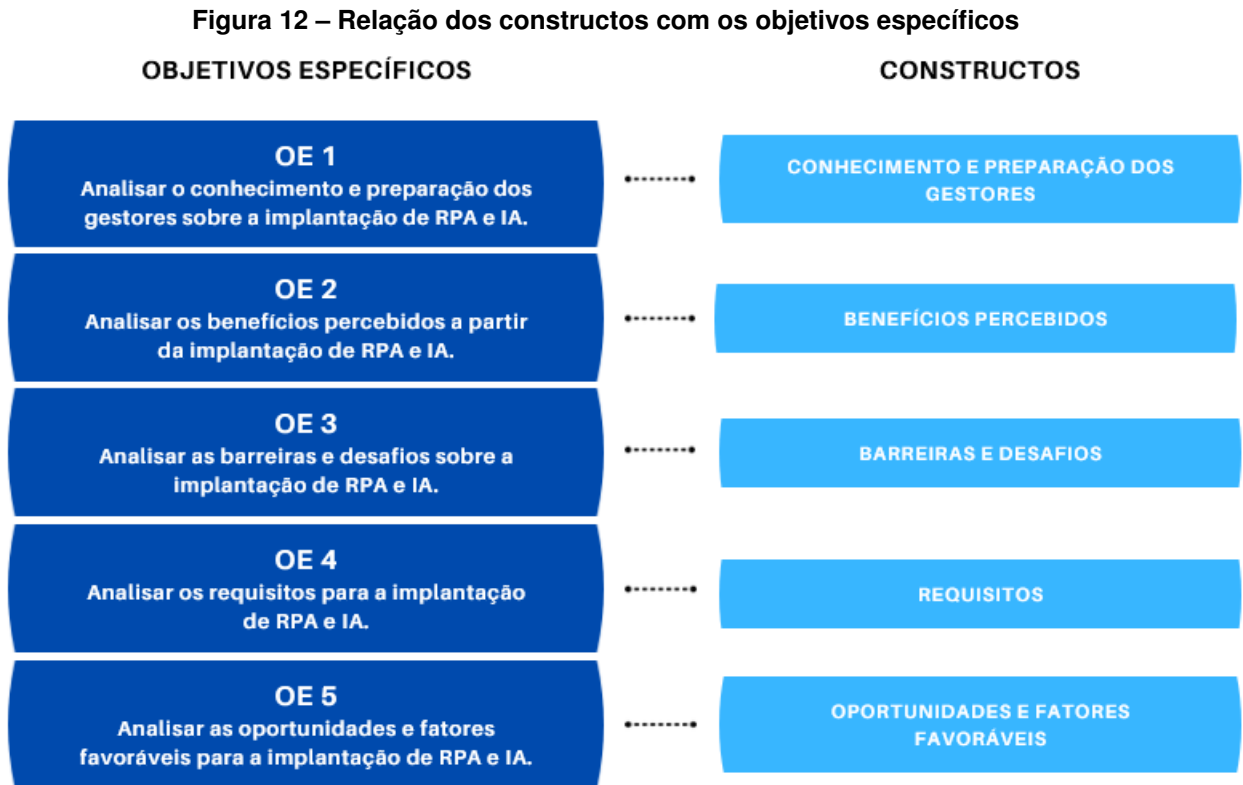 Figura 12 – Relação dos constructos com os objetivos específicos
OBJETIVOS ESPECÍFICOS
CONSTRUCTOS
OE 1
Analisar o conhecimento e preparação dos
gestores sobre a implantação de RPA e IA.
CONHECIMENTO E PREPARAÇÃO DOS
GESTORES
OE 2
Analisar os benefícios percebidos a partir
da implantação de RPA e IA.
BENEFÍCIOS PERCEBIDOS
OE 3
Analisar as barreiras e desafios sobre a
implantação de RPA e IA.
BARREIRAS E DESAFIOS
OE 4
Analisar os requisitos para a implantação
de RPA e IA.
REQUISITOS
OE 5
Analisar as oportunidades e fatores
favoráveis para a implantação de RPA e IA.
OPORTUNIDADES E FATORES
FAVORÁVEIS